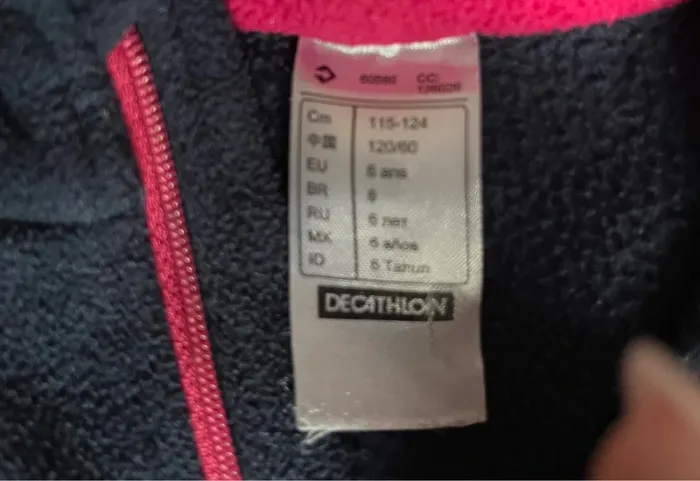 Cm 115-124
中国 120/60
EU 6 ans
BR 6
RU 6 лет
MX 6 años
ID 6 Tahun
DECATHLON